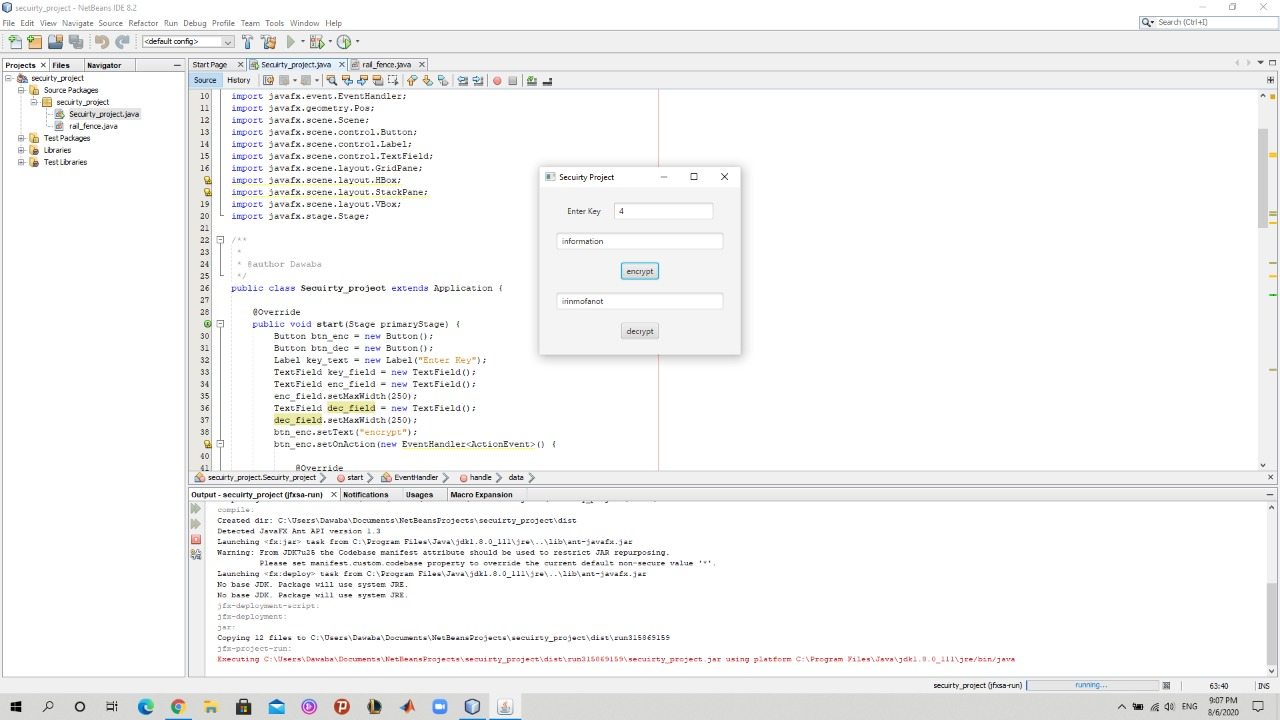 secuirty_project - NetBeans IDE 8.2
File Edit View Navigate Source Refactor Run Debug Profile Team Tools Window Help
Search (Ctrl+I)
<default config>
Projects Files Navigator
secuirty_project
Source Packages
secuirty_project
Secuirty_project.java
rail_fence.java
Test Packages
Libraries
Test Libraries
Start Page Secuirty_project.java rail_fence.java
Source History
10 import javafx.event.EventHandler;
11 import javafx.geometry.Pos;
12 import javafx.scene.Scene;
13 import javafx.scene.control.Button;
14 import javafx.scene.control.Label;
15 import javafx.scene.control.TextField;
16 import javafx.scene.layout.GridPane;
import javafx.scene.layout.HBox;
import javafx.scene.layout.StackPane;
19 import javafx.scene.layout.VBox;
20 import javafx.stage.Stage;
21
22 /**
23 *
24 * @author Dawaba
25 */
26 public class Secuirty_project extends Application {
27
28 @Override
public void start(Stage primaryStage) {
30 Button btn_enc = new Button();
31 Button btn_dec = new Button();
32 Label key_text = new Label("Enter Key");
33 TextField key_field = new TextField();
34 TextField enc_field = new TextField();
35 enc_field.setMaxWidth(250);
36 TextField dec_field = new TextField();
37 dec_field.setMaxWidth(250);
38 btn_enc.setText("encrypt");
btn_enc.setOnAction(new EventHandler<ActionEvent>() {
40
41 @Override
Secuirty Project
Enter Key 4
information
encrypt
irinmofanot
decrypt
secuirty_project.Secuirty_project start EventHandler handle data
Output - secuirty_project (jfxsa-run) Notifications Usages Macro Expansion
compile:
Created dir: C:\Users\Dawaba\Documents\NetBeansProjects\secuirty_project\dist
Detected JavaFX Ant API version 1.3
Launching <fx:jar> task from C:\Program Files\Java\jdk1.8.0_111\jre\..\lib\ant-javafx.jar
Warning: From JDK7u25 the Codebase manifest attribute should be used to restrict JAR repurposing.
Please set manifest.custom.codebase property to override the current default non-secure value '*'.
Launching <fx:deploy> task from C:\Program Files\Java\jdk1.8.0_111\jre\..\lib\ant-javafx.jar
No base JDK. Package will use system JRE.
No base JDK. Package will use system JRE.
jfx-deployment-script:
jfx-deployment:
jar:
Copying 12 files to C:\Users\Dawaba\Documents\NetBeansProjects\secuirty_project\dist\run315869159
jfx-project-run:
Executing C:\Users\Dawaba\Documents\NetBeansProjects\secuirty_project\dist\run315869159\secuirty_project.jar using platform C:\Program Files\Java\jdk1.8.0_111\jre/bin/java
secuirty_project (jfxsa-run) running... 63:40 INS
ENG
9:07 PM
8/6/2020